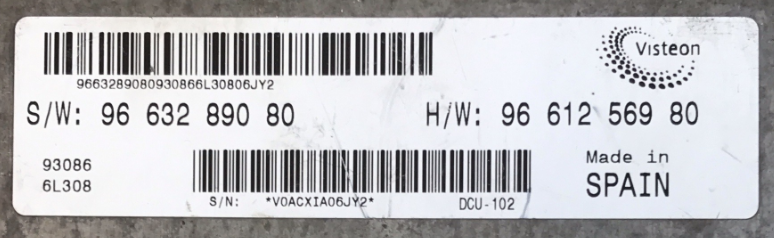 Visteon
9663289080930866L30806JY2
S/W: 96 632 890 80
H/W: 96 612 569 80
93086
6L308
Made in
SPAIN
S/N: *V0ACXIA06JY2*
DCU-102